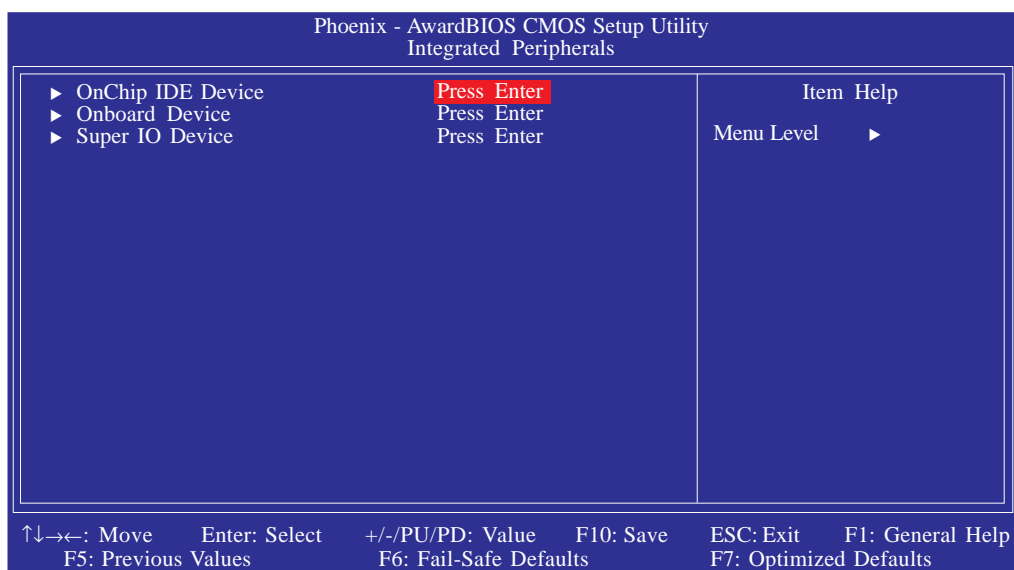 Phoenix - AwardBIOS CMOS Setup Utility
Integrated Peripherals
▶ OnChip IDE Device Press Enter
▶ Onboard Device Press Enter
▶ Super IO Device Press Enter
Item Help
Menu Level ▶
↑↓→←: Move Enter: Select +/-/PU/PD: Value F10: Save ESC: Exit F1: General Help
F5: Previous Values F6: Fail-Safe Defaults F7: Optimized Defaults